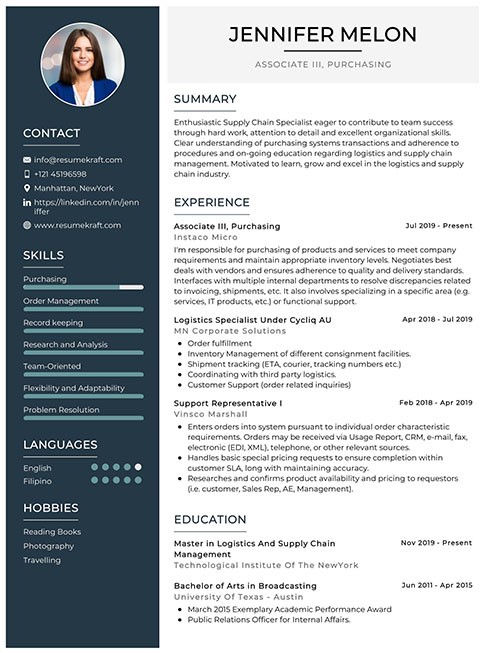 JENNIFER MELON
ASSOCIATE III, PURCHASING
CONTACT
info@resumekraft.com
+121 45196598
Manhattan, NewYork
https://linkedin.com/in/jenn
iffer
www.resumekraft.com
SKILLS
Purchasing
Order Management
Record keeping
Research and Analysis
Team-Oriented
Flexibility and Adaptability
Problem Resolution
LANGUAGES
English
Filipino
HOBBIES
Reading Books
Photography
Travelling
SUMMARY
Enthusiastic Supply Chain Specialist eager to contribute to team success
through hard work, attention to detail and excellent organizational skills.
Clear understanding of purchasing systems transactions and adherence to
procedures and on-going education regarding logistics and supply chain
management. Motivated to learn, grow and excel in the logistics and supply
chain industry.
EXPERIENCE
Associate III, Purchasing Jul 2019 - Present
Instaco Micro
I'm responsible for purchasing of products and services to meet company
requirements and maintain appropriate inventory levels. Negotiates best
deals with vendors and ensures adherence to quality and delivery standards.
Interfaces with multiple internal departments to resolve discrepancies related
to invoicing, shipments, etc. It also involves specializing in a specific area (e.g.
services, IT products, etc.) or functional support.
Logistics Specialist Under Cycliq AU Apr 2018 - Jul 2019
MN Corporate Solutions
• Order fulfillment
• Inventory Management of different consignment facilities.
• Shipment tracking (ETA, courier, tracking numbers etc.)
• Coordinating with third party logistics.
• Customer Support (order related inquiries)
Support Representative I Feb 2018 - Apr 2019
Vinsco Marshall
• Enters orders into system pursuant to individual order characteristic
requirements. Orders may be received via Usage Report, CRM, e-mail, fax,
electronic (EDI, XML), telephone, or other relevant sources.
• Handles basic special pricing requests to ensure completion within
customer SLA, long with maintaining accuracy.
• Researches and confirms product availability and pricing to requestors
(i.e. customer, Sales Rep, AE, Management).
EDUCATION
Master in Logistics And Supply Chain Nov 2019 - Present
Management
Technological Institute Of The NewYork
Bachelor of Arts in Broadcasting Jun 2011 - Apr 2015
University Of Texas - Austin
• March 2015 Exemplary Academic Performance Award
• Public Relations Officer for Internal Affairs.